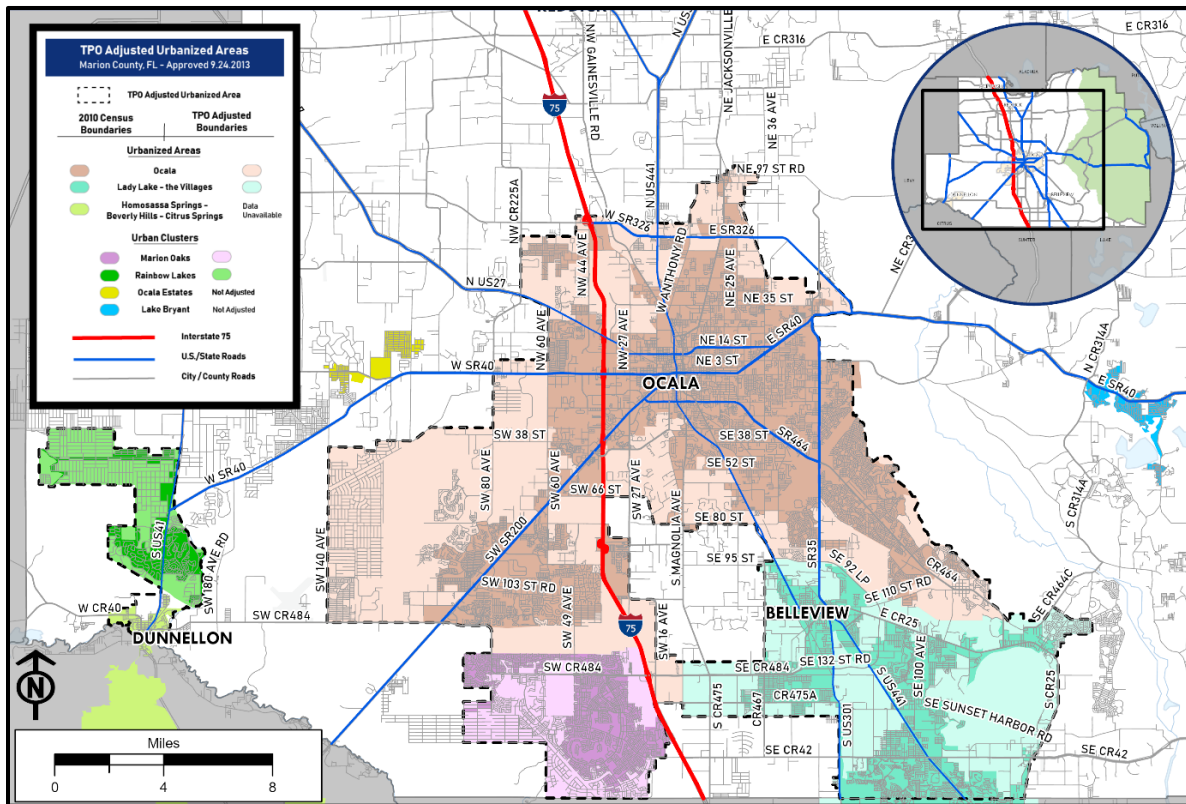 TPO Adjusted Urbanized Areas
Marion County, FL - Approved 9.24.2013
TPO Adjusted Urbanized Area
2010 Census Boundaries
TPO Adjusted Boundaries
Urbanized Areas
Ocala
Lady Lake - the Villages
Homosassa Springs - Beverly Hills - Citrus Springs
Data Unavailable
Urban Clusters
Marion Oaks
Rainbow Lakes
Ocala Estates
Not Adjusted
Lake Bryant
Not Adjusted
Interstate 75
U.S./State Roads
City/County Roads
NW GAINESVILLE RD
N US441
NE JACKSONVILLE
E CR316
E CR316
75
NE 36 AVE
NE 97 ST RD
NW CR225A
NW 44 AVE
W SR326
E SR326
W ANTHONY RD
NE 25 AVE
NE 35 ST
N US27
NW 60 AVE
NW 27 AVE
NE 14 ST
NE 3 ST
E SR40
W SR40
OCALA
N CR314A
E SR40
SW 38 ST
SE 38 ST
SR464
SW 80 AVE
SW 60 AVE
SE 52 ST
SW 66 ST
SW 27 AVE
W SR40
S CR314A
SE 80 ST
S MAGNOLIA AVE
SW SR200
SW 140 AVE
S US41
SW 180 AVE RD
SE 95 ST
SR35
SE 92 LP
CR464
SE 110 ST RD
SW 103 ST RD
SE CR464C
W CR40
SW CR484
DUNNELLON
SW 49 AVE
75
SW 16 AVE
BELLEVIEW
E CR25
SE 132 ST RD
SW CR484
SE CR484
SE 100 AVE
S CR475
CR467
CR475A
S US441
S US301
SE SUNSET HARBOR RD
S CR25
SE CR42
SE CR42
N
Miles
0
4
8